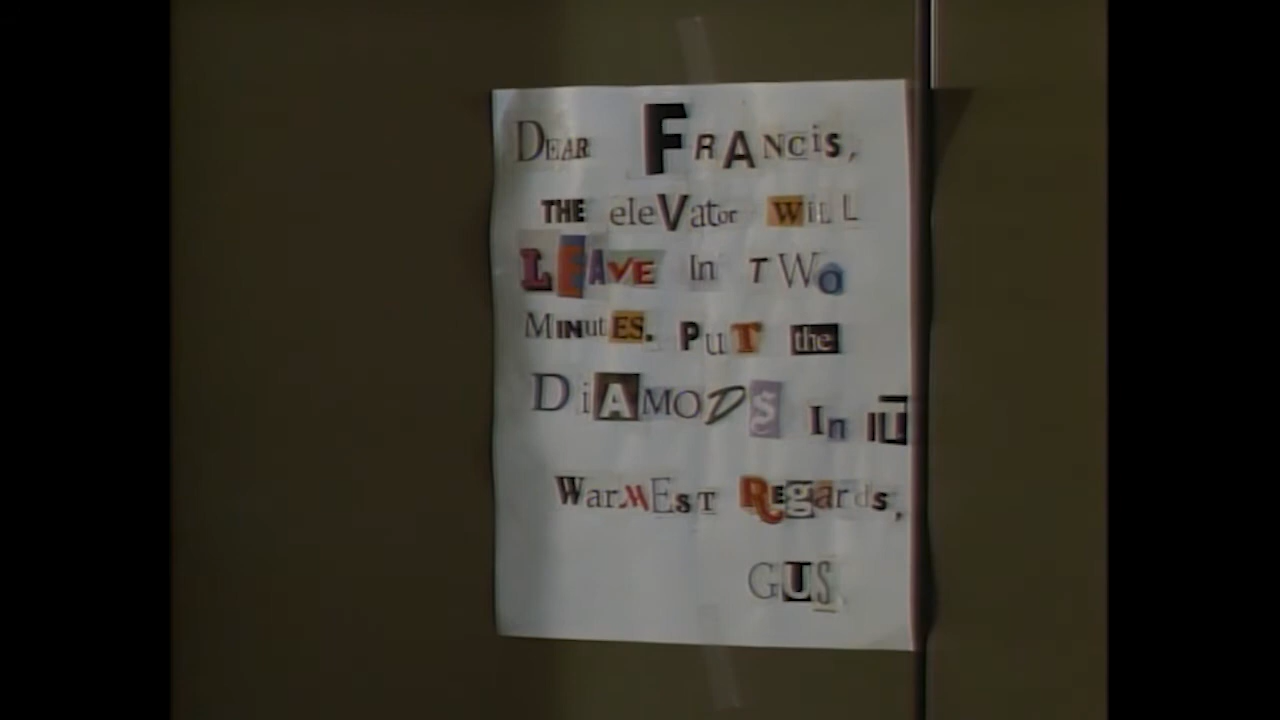 DEAR FRANCIS,
THE eleVator WiLL
LEAVE In TWO
MINutES. PuT the
DiAMODS In IT
WarMEsT REgards,
GUS.